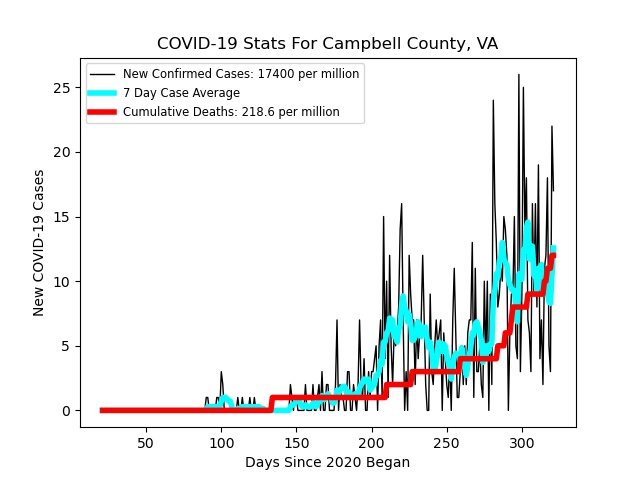 COVID-19 Stats For Campbell County, VA
New Confirmed Cases: 17400 per million
7 Day Case Average
Cumulative Deaths: 218.6 per million
New COVID-19 Cases
25
20
15
10
5
0
50 100 150 200 250 300
Days Since 2020 Began